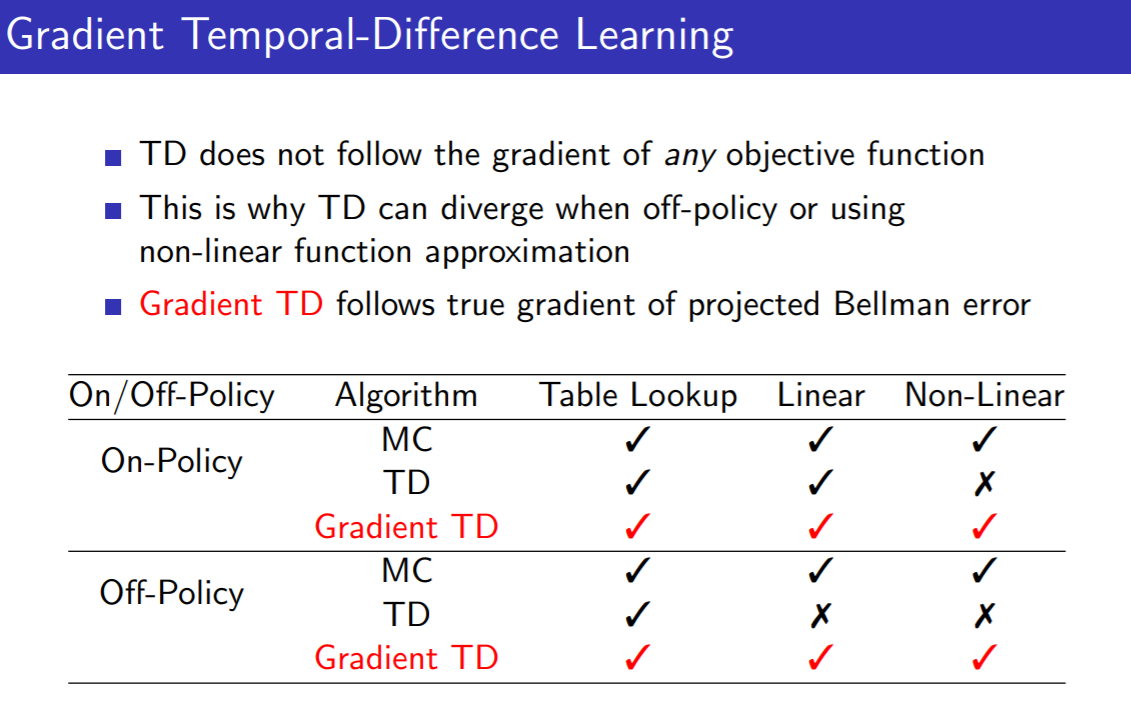 Gradient Temporal-Difference Learning
TD does not follow the gradient of any objective function
This is why TD can diverge when off-policy or using
non-linear function approximation
Gradient TD follows true gradient of projected Bellman error
On/Off-Policy Algorithm Table Lookup Linear Non-Linear
On-Policy
MC ✓ ✓ ✓
TD ✓ ✓ ✗
Gradient TD ✓ ✓ ✓
Off-Policy
MC ✓ ✓ ✓
TD ✓ ✗ ✗
Gradient TD ✓ ✓ ✓